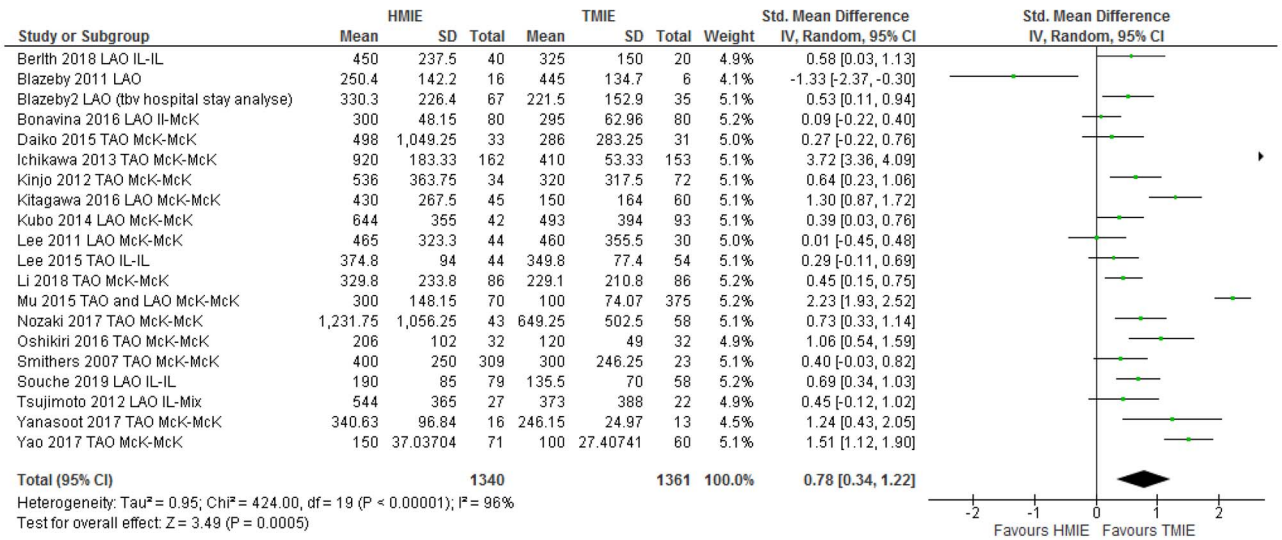 HMIE TMIE Std. Mean Difference Std. Mean Difference
Study or Subgroup Mean SD Total Mean SD Total Weight IV, Random, 95% CI IV, Random, 95% CI
Berlth 2018 LAO IL-IL 450 237.5 40 325 150 20 4.9% 0.58 [0.03, 1.13]
Blazeby 2011 LAO 250.4 142.2 16 445 134.7 6 4.1% -1.33 [-2.37, -0.30]
Blazeby2 LAO (tbv hospital stay analyse) 330.3 226.4 67 221.5 152.9 35 5.1% 0.53 [0.11, 0.94]
Bonavina 2016 LAO Il-McK 300 48.15 80 295 62.96 80 5.1% 0.09 [-0.22, 0.40]
Daiko 2015 TAO McK-McK 498 1,049.25 33 286 283.25 31 5.0% 0.27 [-0.22, 0.76]
Ichikawa 2013 TAO McK-McK 920 183.33 162 410 53.33 153 5.1% 3.72 [3.36, 4.09]
Kinjo 2012 TAO McK-McK 536 363.75 34 320 317.5 72 5.1% 0.64 [0.23, 1.06]
Kitagawa 2016 LAO McK-McK 430 267.5 45 150 164 60 5.1% 1.30 [0.87, 1.72]
Kubo 2014 LAO McK-McK 644 355 42 493 394 93 5.1% 0.39 [0.03, 0.76]
Lee 2011 LAO McK-McK 465 323.3 44 460 355.5 30 5.0% 0.01 [-0.45, 0.48]
Lee 2015 TAO IL-IL 374.8 94 44 349.8 77.4 54 5.1% 0.29 [-0.11, 0.69]
Li 2018 TAO McK-McK 329.8 233.8 86 229.1 210.8 86 5.1% 0.45 [0.15, 0.75]
Mu 2015 TAO and LAO McK-McK 300 148.15 70 100 74.07 375 5.2% 2.23 [1.93, 2.52]
Nozaki 2017 TAO McK-McK 1,231.75 1,056.25 43 649.25 502.5 58 5.1% 0.73 [0.33, 1.14]
Oshikiri 2016 TAO McK-McK 206 102 32 120 49 32 4.9% 1.06 [0.54, 1.59]
Smithers 2007 TAO McK-McK 400 250 309 300 246.25 23 5.1% 0.40 [-0.03, 0.82]
Souche 2019 LAO IL-IL 190 85 79 135.5 70 58 5.2% 0.69 [0.34, 1.03]
Tsujimoto 2012 LAO IL-Mix 544 365 27 373 388 22 4.9% 0.45 [-0.12, 1.02]
Yanasoot 2017 TAO McK-McK 340.63 96.84 16 246.15 24.97 13 4.5% 1.24 [0.43, 2.05]
Yao 2017 TAO McK-McK 150 37.03704 71 100 27.40741 60 5.1% 1.51 [1.12, 1.90]
Total (95% CI) 1340 1361 100.0% 0.78 [0.34, 1.22]
Heterogeneity: Tau² = 0.95; Chi² = 424.00, df = 19 (P < 0.00001); I² = 96%
Test for overall effect: Z = 3.49 (P = 0.0005)
-2 -1 0 1 2
Favours HMIE Favours TMIE